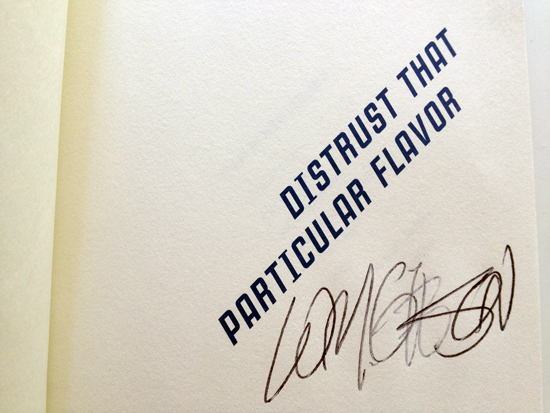 DISTRUST THAT
PARTICULAR FLAVOR